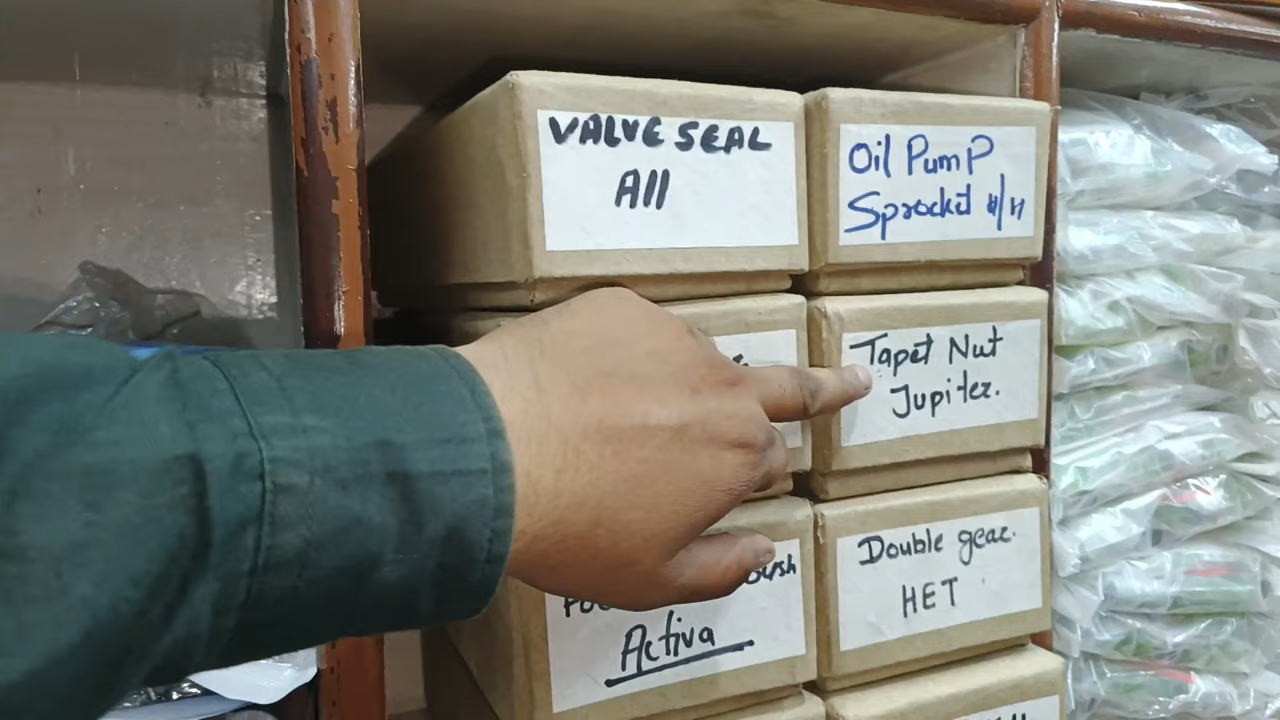 VALVE SEAL
All
Oil PumP
Sprocket H/H
Tapet Nut
Jupiter.
Double gear.
HET
Activa